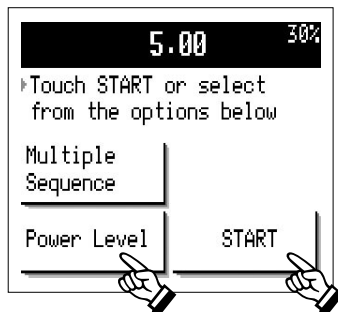 5.00 30%
Touch START or select
from the options below
Multiple
Sequence
Power Level START